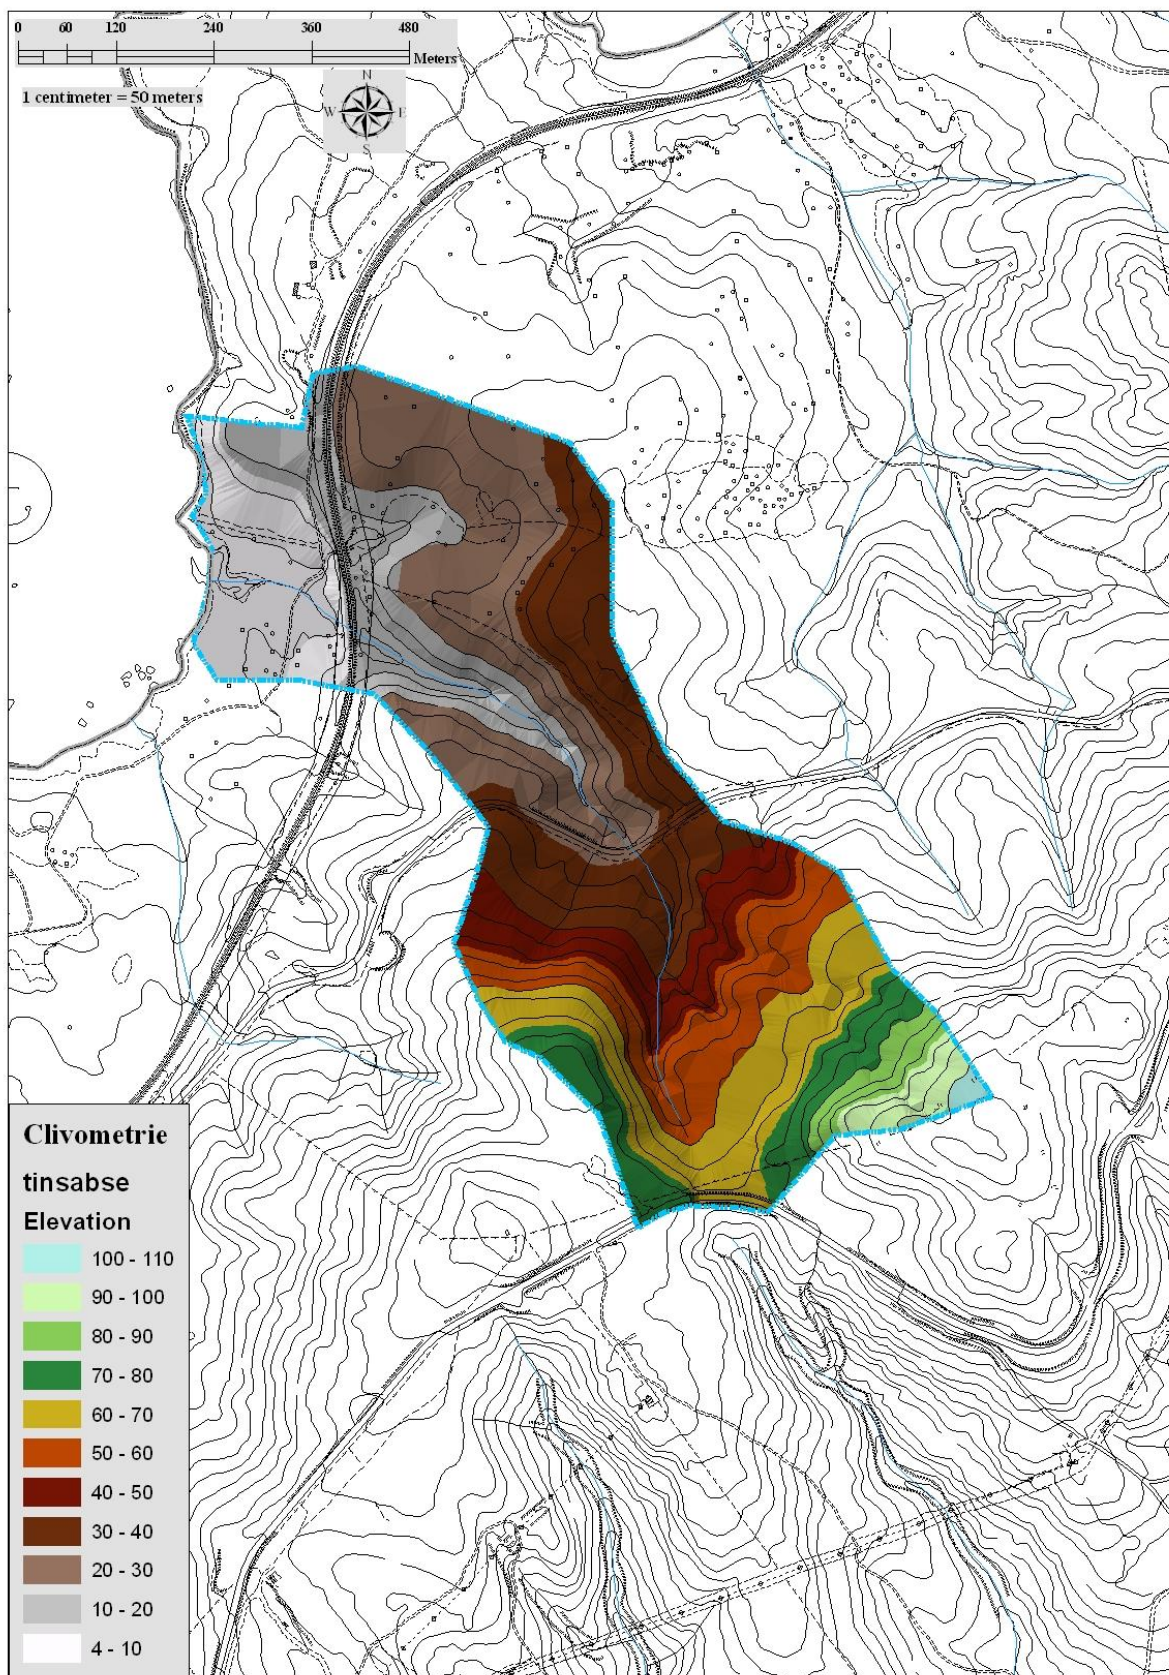 0 60 120 240 360 480
Meters
1 centimeter = 50 meters
N
W E
S
Clivometrie
tinsabse
Elevation
100 - 110
90 - 100
80 - 90
70 - 80
60 - 70
50 - 60
40 - 50
30 - 40
20 - 30
10 - 20
4 - 10